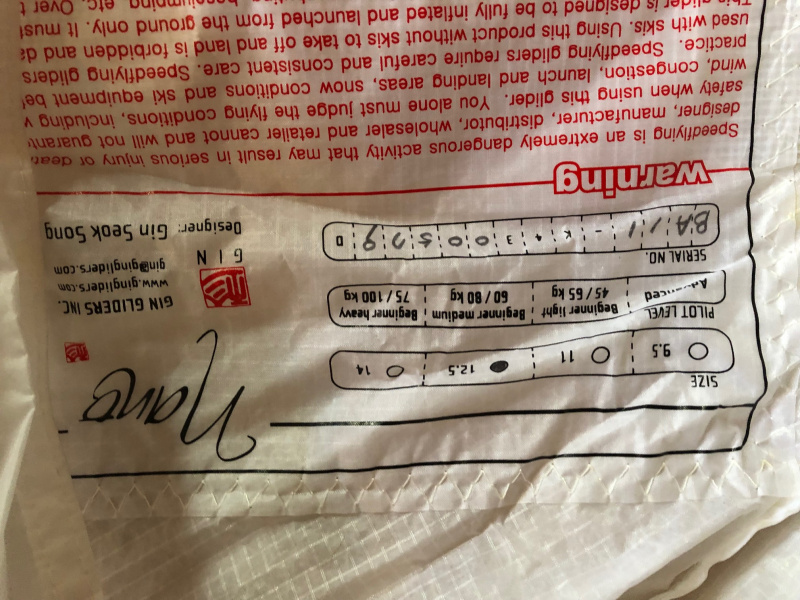 Nano
SIZE
9.5 11 12.5 14
PILOT LEVEL
Advanced Beginner light Beginner medium Beginner heavy
45 / 65 kg 60 / 80 kg 75 / 100 kg
GIN GLIDERS INC.
www.gingliders.com
gin@gingliders.com
SERIAL NO.
GIN
Designer: Gin Seok Song
warning
Speedflying is an extremely dangerous activity that may result in serious injury or
designer, manufacturer, distributor, wholesaler and retailer cannot and will not
safety when using this glider. You alone must judge the flying conditions, including
wind, congestion, launch and landing areas, snow conditions and ski equipment
practice. Speedflying gliders require careful and consistent care. Speedflying gliders
used with skis. Using this product without skis to take off and land is forbidden and
glider is designed to be fully inflated and launched from the ground only. It must
etc. Over